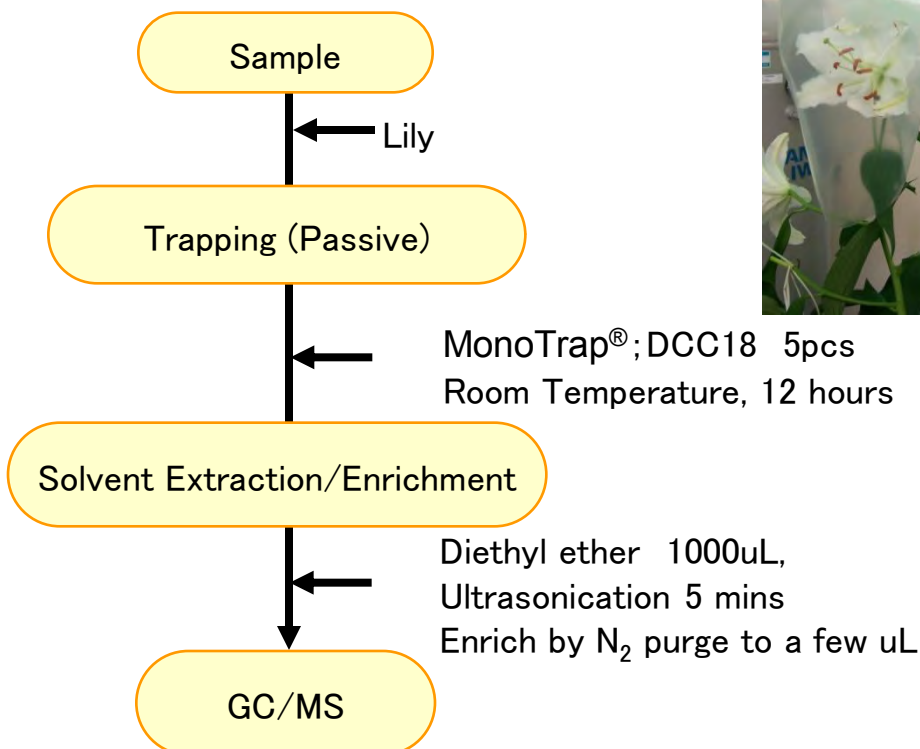 Sample
Lily
Trapping (Passive)
MonoTrap®;DCC18 5pcs
Room Temperature, 12 hours
Solvent Extraction/Enrichment
Diethyl ether 1000uL,
Ultrasonication 5 mins
Enrich by N₂ purge to a few uL
GC/MS